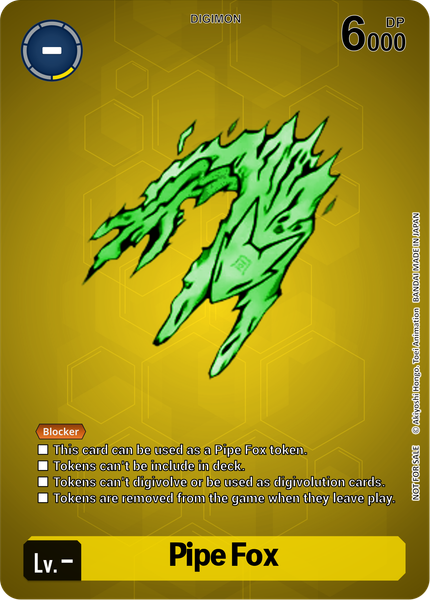 DIGIMON
-
DP
6000
Blocker
This card can be used as a Pipe Fox token.
Tokens can't be include in deck.
Tokens can't digivolve or be used as digivolution cards.
Tokens are removed from the game when they leave play.
Lv.-
Pipe Fox
NOT FOR SALE © Akiyoshi Hongo, Toei Animation BANDAI MADE IN JAPAN